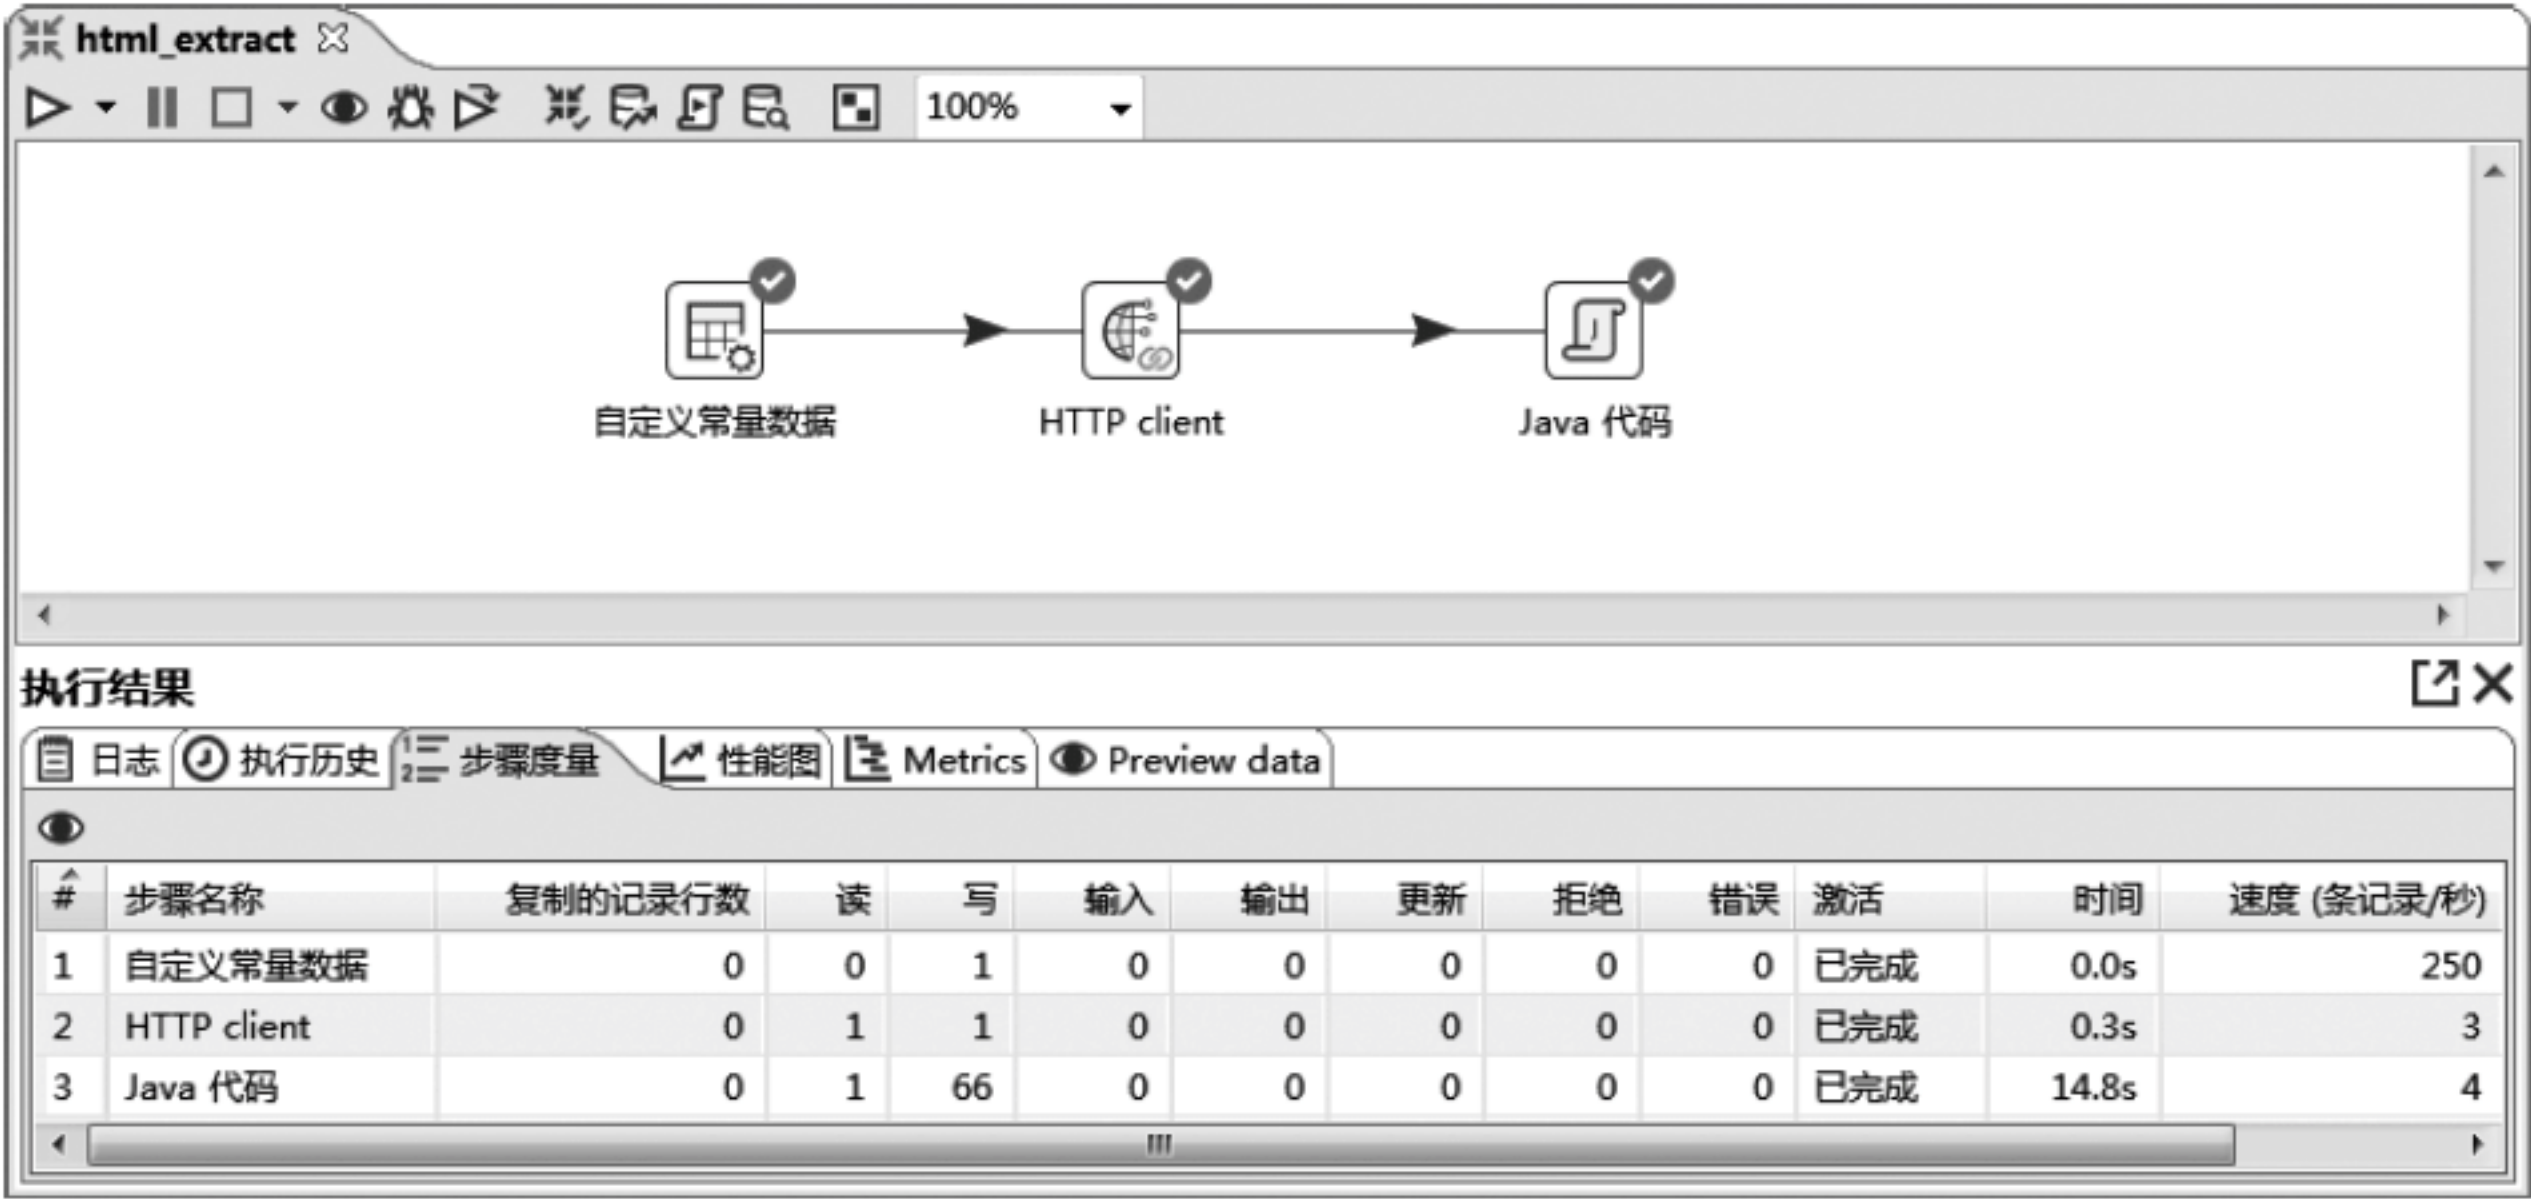 html_extract
100%
自定义常量数据 HTTP client Java 代码
执行结果
日志 执行历史 步骤度量 性能图 Metrics Preview data
# 步骤名称 复制的记录行数 读 写 输入 输出 更新 拒绝 错误 激活 时间 速度 (条记录/秒)
1 自定义常量数据 0 0 1 0 0 0 0 0 已完成 0.0s 250
2 HTTP client 0 1 1 0 0 0 0 0 已完成 0.3s 3
3 Java 代码 0 1 66 0 0 0 0 0 已完成 14.8s 4